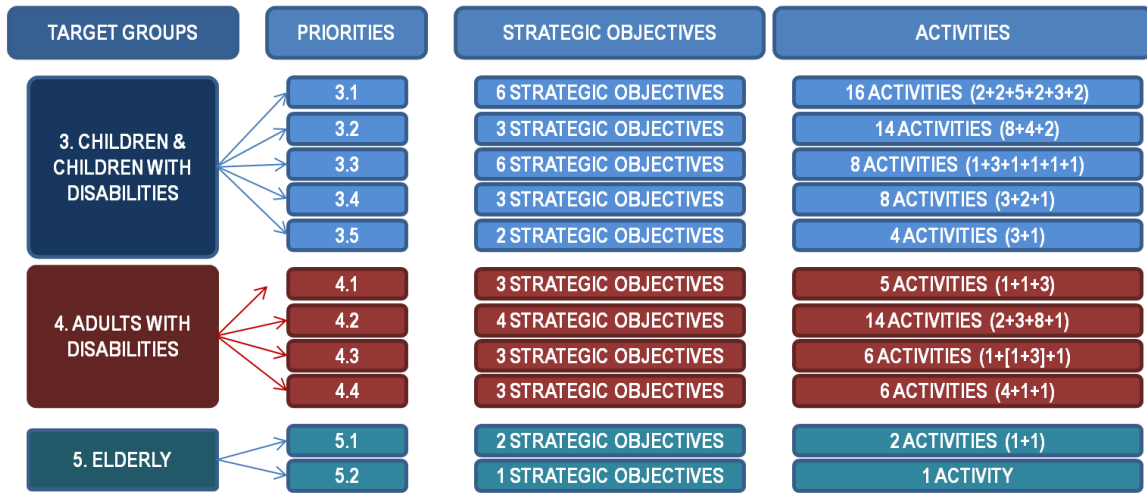 TARGET GROUPS PRIORITIES STRATEGIC OBJECTIVES ACTIVITIES
3. CHILDREN &
CHILDREN WITH
DISABILITIES
3.1 6 STRATEGIC OBJECTIVES 16 ACTIVITIES (2+2+5+2+3+2)
3.2 3 STRATEGIC OBJECTIVES 14 ACTIVITIES (8+4+2)
3.3 6 STRATEGIC OBJECTIVES 8 ACTIVITIES (1+3+1+1+1+1)
3.4 3 STRATEGIC OBJECTIVES 8 ACTIVITIES (3+2+1)
3.5 2 STRATEGIC OBJECTIVES 4 ACTIVITIES (3+1)
4. ADULTS WITH
DISABILITIES
4.1 3 STRATEGIC OBJECTIVES 5 ACTIVITIES (1+1+3)
4.2 4 STRATEGIC OBJECTIVES 14 ACTIVITIES (2+3+8+1)
4.3 3 STRATEGIC OBJECTIVES 6 ACTIVITIES (1+[1+3]+1)
4.4 3 STRATEGIC OBJECTIVES 6 ACTIVITIES (4+1+1)
5. ELDERLY
5.1 2 STRATEGIC OBJECTIVES 2 ACTIVITIES (1+1)
5.2 1 STRATEGIC OBJECTIVES 1 ACTIVITY